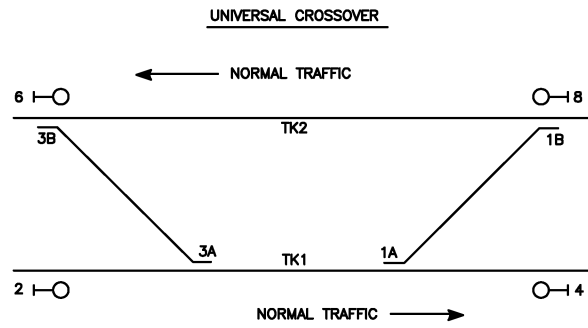 UNIVERSAL CROSSOVER
NORMAL TRAFFIC
6
8
TK2
3B
1B
3A
TK1
1A
2
4
NORMAL TRAFFIC